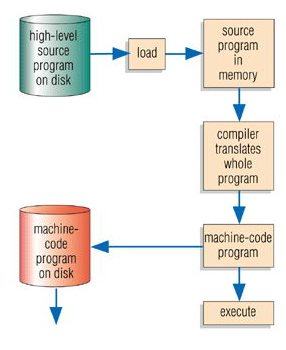 high-level
source
program
on disk
load
source
program
in
memory
compiler
translates
whole
program
machine-
code
program
on disk
machine-code
program
execute